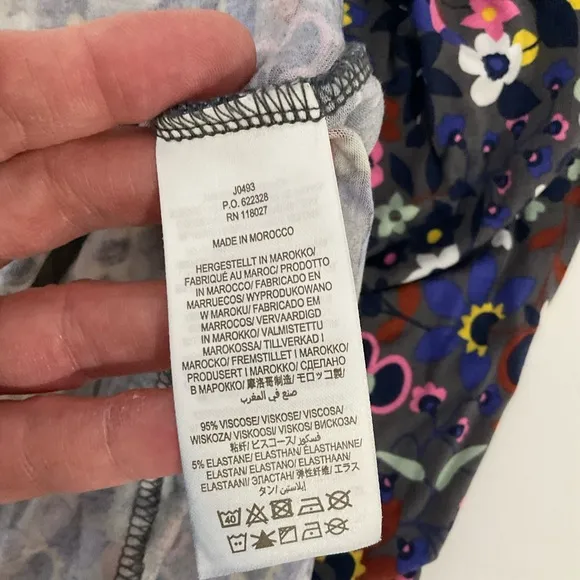 J0493
P.O. 622328
RN 118027
MADE IN MOROCCO
HERGESTELLT IN MAROKKO/
FABRIQUÉ AU MAROC/ PRODOTTO
IN MAROCCO/ FABRICADO EN
MARRUECOS/ WYPRODUKOWANO
W MAROKU/ FABRICADO EM
MARROCOS/ VERVAARDIGD
IN MAROKKO/ VALMISTETTU
MAROKOSSA/ TILLVERKAD I
MAROCKO/ FREMSTILLET I MAROKKO/
PRODUSERT I MAROKKO/ СДЕЛАНО
В МАРОККО/ 摩洛哥制造/ モロッコ製/
صنع في المغرب
95% VISCOSE/ VISKOSE/ VISCOSA/
WISKOZA/ VISKOOSI/ VISKOS/ ВИСКОЗА/
粘纤/ ビスコース/ فسكوز/
5% ELASTANE/ ELASTHAN/ ÉLASTHANNE/
ELASTAN/ ELASTANO/ ELASTHAAN/
ELASTAANI/ ЭЛАСТАН/ 弹性纤维/ エラス
タン/ إيلاستين/
40